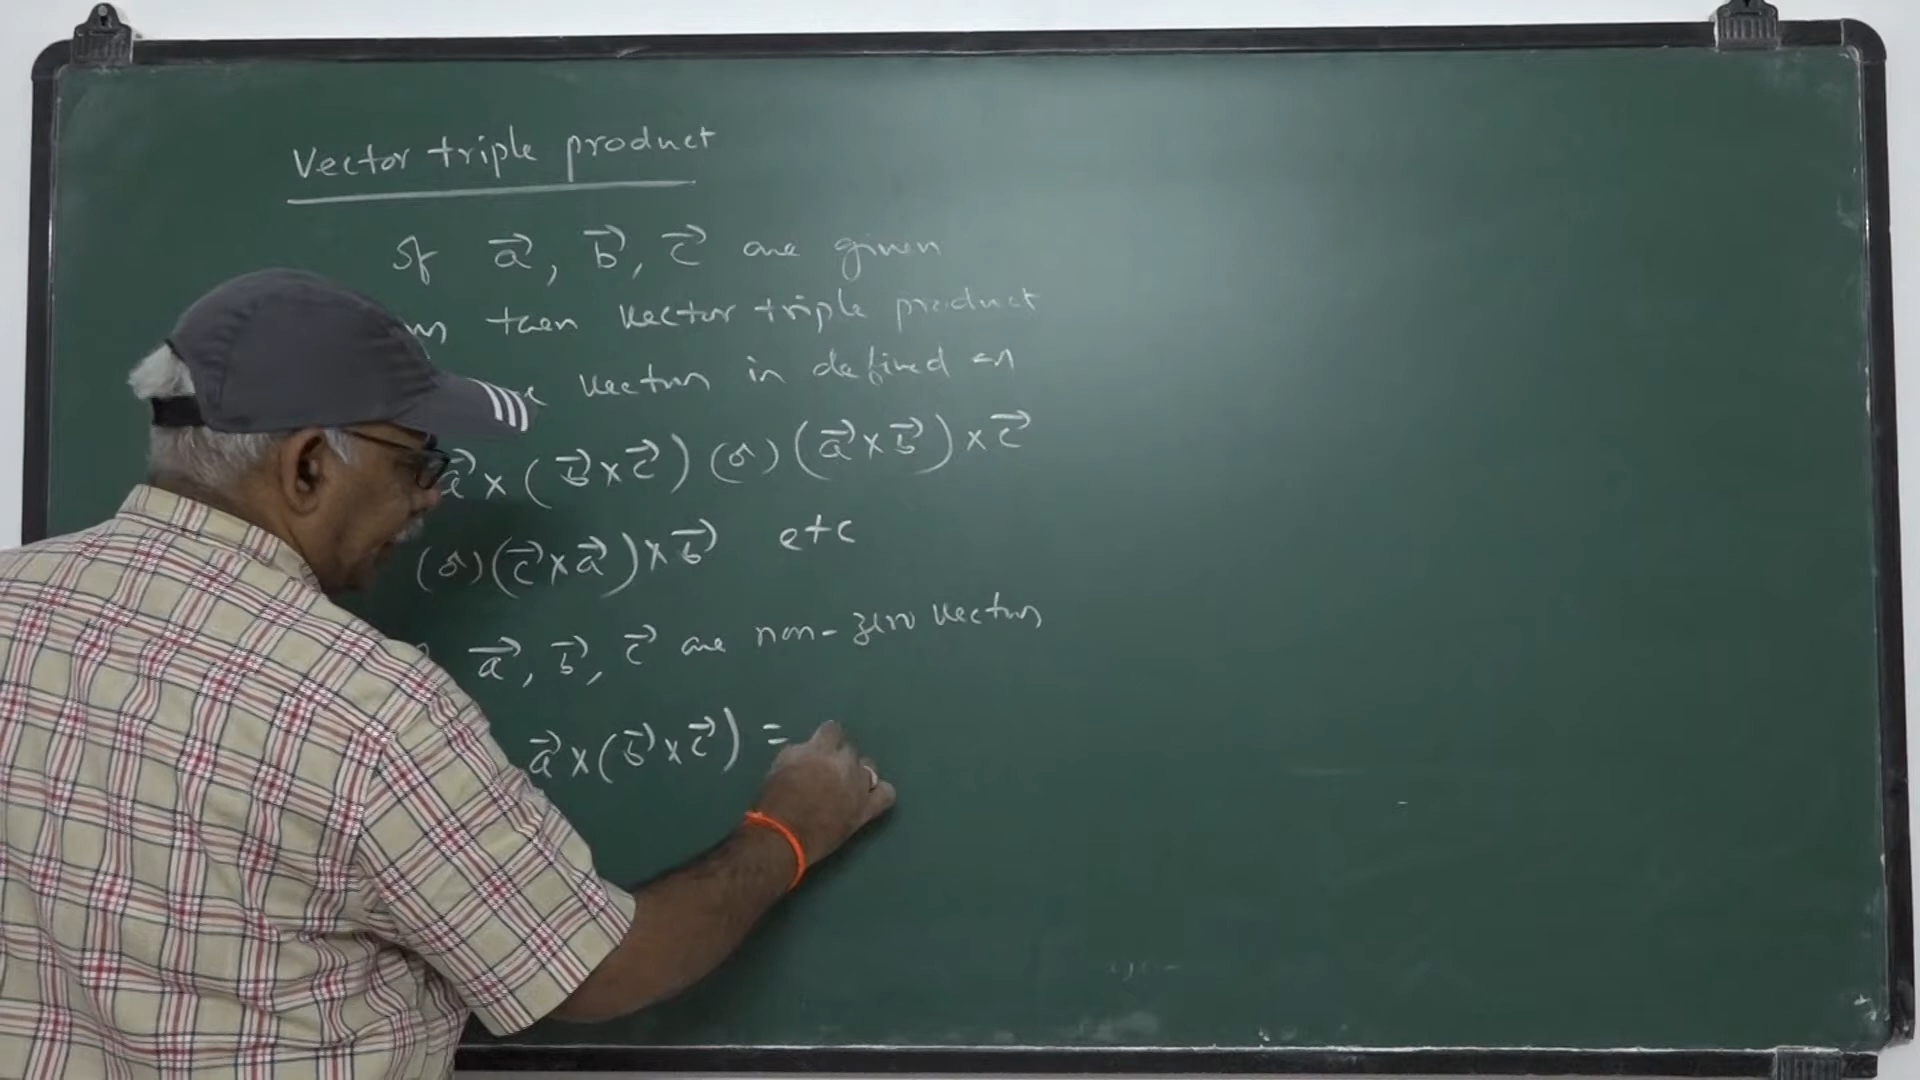 Vector triple product
If a⃗, b⃗, c⃗ are given
then vector triple product
vectors is defined as
a⃗ × (b⃗ × c⃗) (or) (a⃗ × b⃗) × c⃗
(or) (c⃗ × a⃗) × b⃗ etc
a⃗, b⃗, c⃗ are non-zero vectors
a⃗ × (b⃗ × c⃗) =